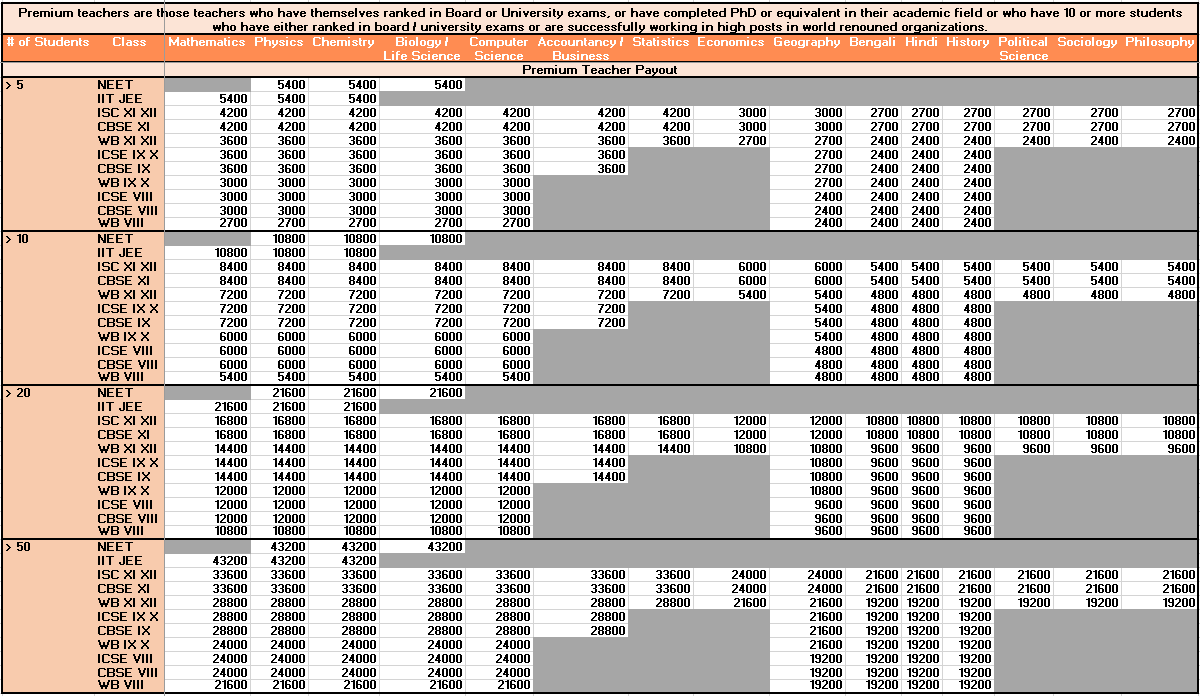 Premium teachers are those teachers who have themselves ranked in Board or University exams, or have completed PhD or equivalent in their academic field or who have 10 or more students
who have either ranked in board / university exams or are successfully working in high posts in world renouned organizations.
# of Students Class Mathematics Physics Chemistry Biology / Life Science Computer Science Accountancy / Business Statistics Economics Geography Bengali Hindi History Political Science Sociology Philosophy
Premium Teacher Payout
> 5 NEET 5400 5400 5400
IIT JEE 5400 5400 5400
ISC XI XII 4200 4200 4200 4200 4200 4200 4200 3000 3000 2700 2700 2700 2700 2700 2700
CBSE XI 4200 4200 4200 4200 4200 4200 4200 3000 3000 2700 2700 2700 2700 2700 2700
WB XI XII 3600 3600 3600 3600 3600 3600 3600 2700 2700 2400 2400 2400 2400 2400 2400
ICSE IX X 3600 3600 3600 3600 3600 3600 2700 2400 2400 2400
CBSE IX 3600 3600 3600 3600 3600 3600 2700 2400 2400 2400
WB IX X 3000 3000 3000 3000 3000 2700 2400 2400 2400
ICSE VIII 3000 3000 3000 3000 3000 2400 2400 2400 2400
CBSE VIII 3000 3000 3000 3000 3000 2400 2400 2400 2400
WB VIII 2700 2700 2700 2700 2700 2400 2400 2400 2400
> 10 NEET 10800 10800 10800
IIT JEE 10800 10800 10800
ISC XI XII 8400 8400 8400 8400 8400 8400 8400 6000 6000 5400 5400 5400 5400 5400 5400
CBSE XI 8400 8400 8400 8400 8400 8400 8400 6000 6000 5400 5400 5400 5400 5400 5400
WB XI XII 7200 7200 7200 7200 7200 7200 7200 5400 5400 4800 4800 4800 4800 4800 4800
ICSE IX X 7200 7200 7200 7200 7200 7200 5400 4800 4800 4800
CBSE IX 7200 7200 7200 7200 7200 7200 5400 4800 4800 4800
WB IX X 6000 6000 6000 6000 6000 5400 4800 4800 4800
ICSE VIII 6000 6000 6000 6000 6000 4800 4800 4800 4800
CBSE VIII 6000 6000 6000 6000 6000 4800 4800 4800 4800
WB VIII 5400 5400 5400 5400 5400 4800 4800 4800 4800
> 20 NEET 21600 21600 21600
IIT JEE 21600 21600 21600
ISC XI XII 16800 16800 16800 16800 16800 16800 16800 12000 12000 10800 10800 10800 10800 10800 10800
CBSE XI 16800 16800 16800 16800 16800 16800 16800 12000 12000 10800 10800 10800 10800 10800 10800
WB XI XII 14400 14400 14400 14400 14400 14400 14400 10800 10800 9600 9600 9600 9600 9600 9600
ICSE IX X 14400 14400 14400 14400 14400 14400 10800 9600 9600 9600
CBSE IX 14400 14400 14400 14400 14400 14400 10800 9600 9600 9600
WB IX X 12000 12000 12000 12000 12000 10800 9600 9600 9600
ICSE VIII 12000 12000 12000 12000 12000 9600 9600 9600 9600
CBSE VIII 12000 12000 12000 12000 12000 9600 9600 9600 9600
WB VIII 10800 10800 10800 10800 10800 9600 9600 9600 9600
> 50 NEET 43200 43200 43200
IIT JEE 43200 43200 43200
ISC XI XII 33600 33600 33600 33600 33600 33600 33600 24000 24000 21600 21600 21600 21600 21600 21600
CBSE XI 33600 33600 33600 33600 33600 33600 33600 24000 24000 21600 21600 21600 21600 21600 21600
WB XI XII 28800 28800 28800 28800 28800 28800 28800 21600 21600 19200 19200 19200 19200 19200 19200
ICSE IX X 28800 28800 28800 28800 28800 28800 21600 19200 19200 19200
CBSE IX 28800 28800 28800 28800 28800 28800 21600 19200 19200 19200
WB IX X 24000 24000 24000 24000 24000 21600 19200 19200 19200
ICSE VIII 24000 24000 24000 24000 24000 19200 19200 19200 19200
CBSE VIII 24000 24000 24000 24000 24000 19200 19200 19200 19200
WB VIII 21600 21600 21600 21600 21600 19200 19200 19200 19200